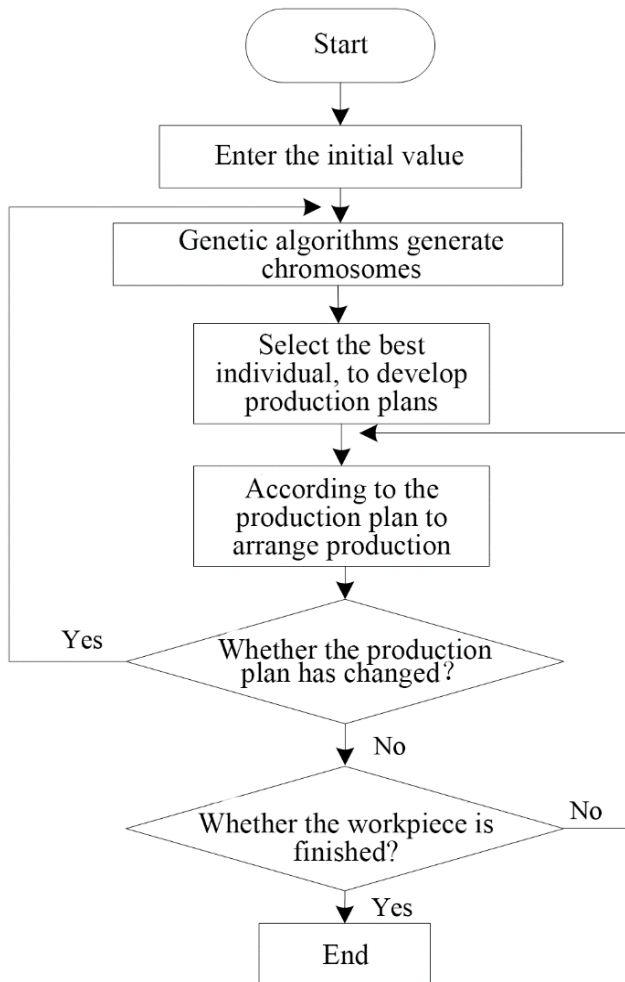 Start
Enter the initial value
Genetic algorithms generate
chromosomes
Select the best
individual, to develop
production plans
According to the
production plan to
arrange production
Yes
Whether the production
plan has changed?
No
Whether the workpiece is
finished?
No
Yes
End